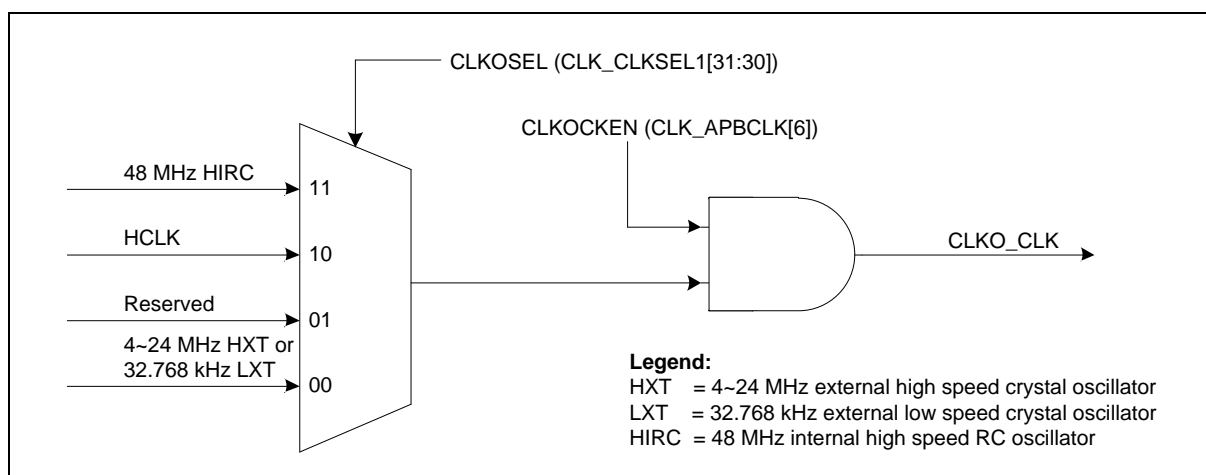 CLKOSEL (CLK_CLKSEL1[31:30])
CLKOCKEN (CLK_APBCLK[6])
48 MHz HIRC
11
HCLK
10
CLKO_CLK
Reserved
01
4~24 MHz HXT or
32.768 kHz LXT
00
Legend:
HXT = 4~24 MHz external high speed crystal oscillator
LXT = 32.768 kHz external low speed crystal oscillator
HIRC = 48 MHz internal high speed RC oscillator